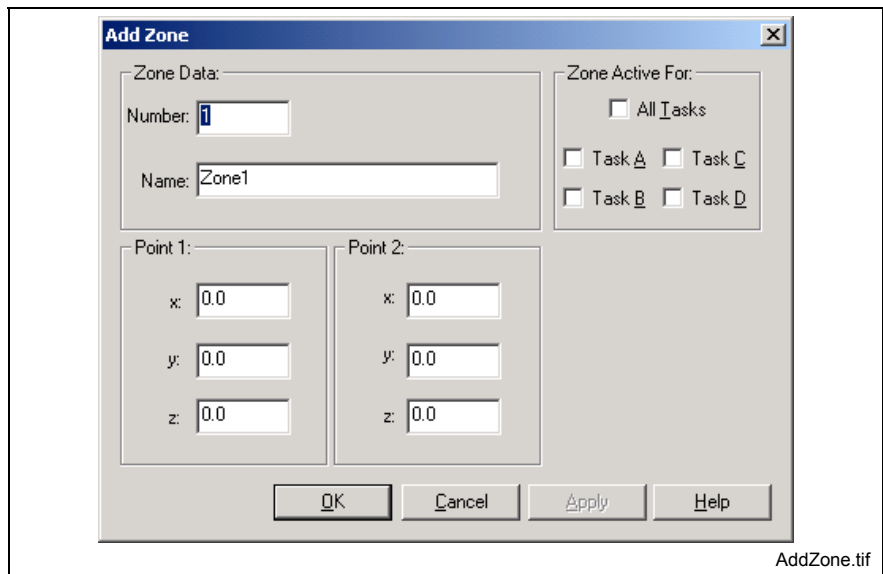 Add Zone
Zone Data:
Number: 1
Name: Zone1
Zone Active For:
All Tasks
Task A Task C
Task B Task D
Point 1:
x: 0.0
y: 0.0
z: 0.0
Point 2:
x: 0.0
y: 0.0
z: 0.0
OK Cancel Apply Help
AddZone.tif